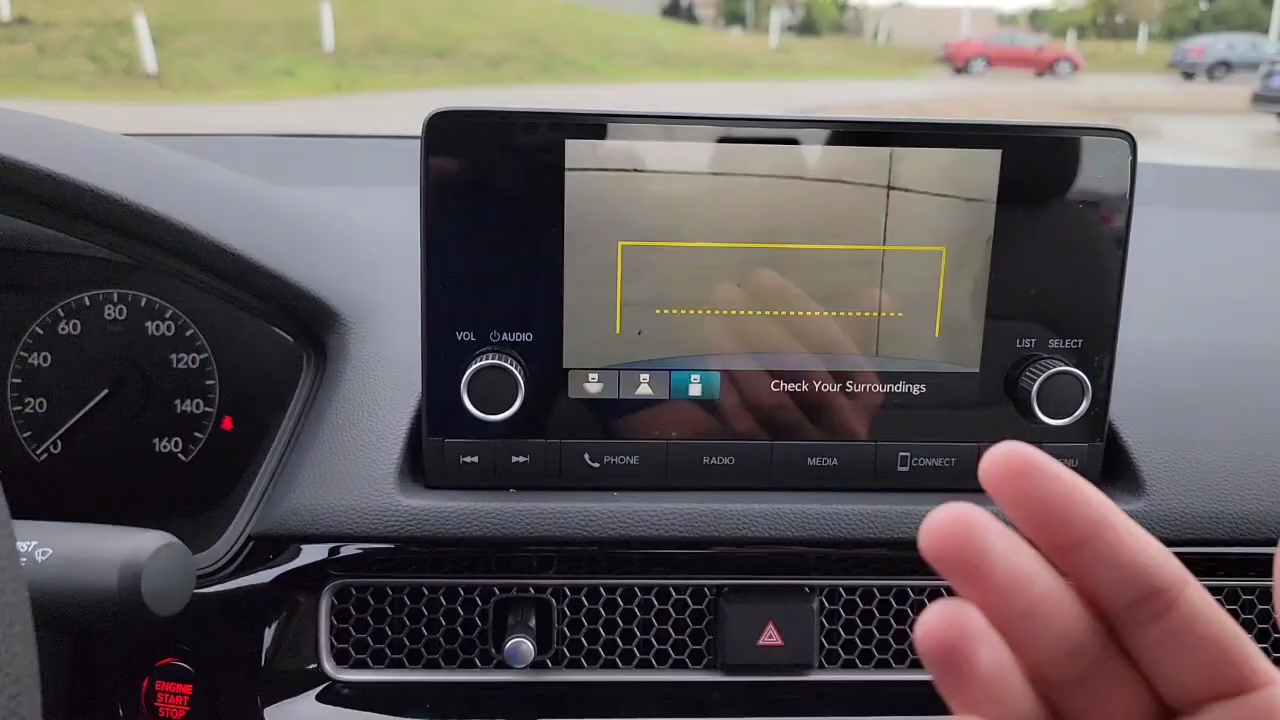 VOL AUDIO
LIST SELECT
Check Your Surroundings
PHONE RADIO MEDIA CONNECT
0 20 40 60 80 100 120 140 160
ENGINE
START
STOP